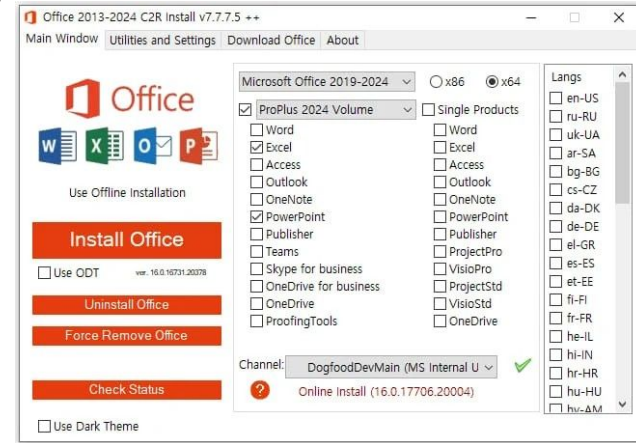 Office 2013-2024 C2R Install v7.7.7.5 ++
Main Window
Utilities and Settings
Download Office
About
Office
Use Offline Installation
Install Office
Use ODT
ver. 16.0.16731.20378
Uninstall Office
Force Remove Office
Check Status
Use Dark Theme
Microsoft Office 2019-2024
x86
x64
ProPlus 2024 Volume
Word
Excel
Access
Outlook
OneNote
PowerPoint
Publisher
Teams
Skype for business
OneDrive for business
OneDrive
ProofingTools
Single Products
Word
Excel
Access
Outlook
OneNote
PowerPoint
Publisher
ProjectPro
VisioPro
ProjectStd
VisioStd
OneDrive
Channel:
DogfoodDevMain (MS Internal U
Online Install (16.0.17706.20004)
Langs
en-US
ru-RU
uk-UA
ar-SA
bg-BG
cs-CZ
da-DK
de-DE
el-GR
es-ES
et-EE
fi-FI
fr-FR
he-IL
hi-IN
hr-HR
hu-HU
hy-AM